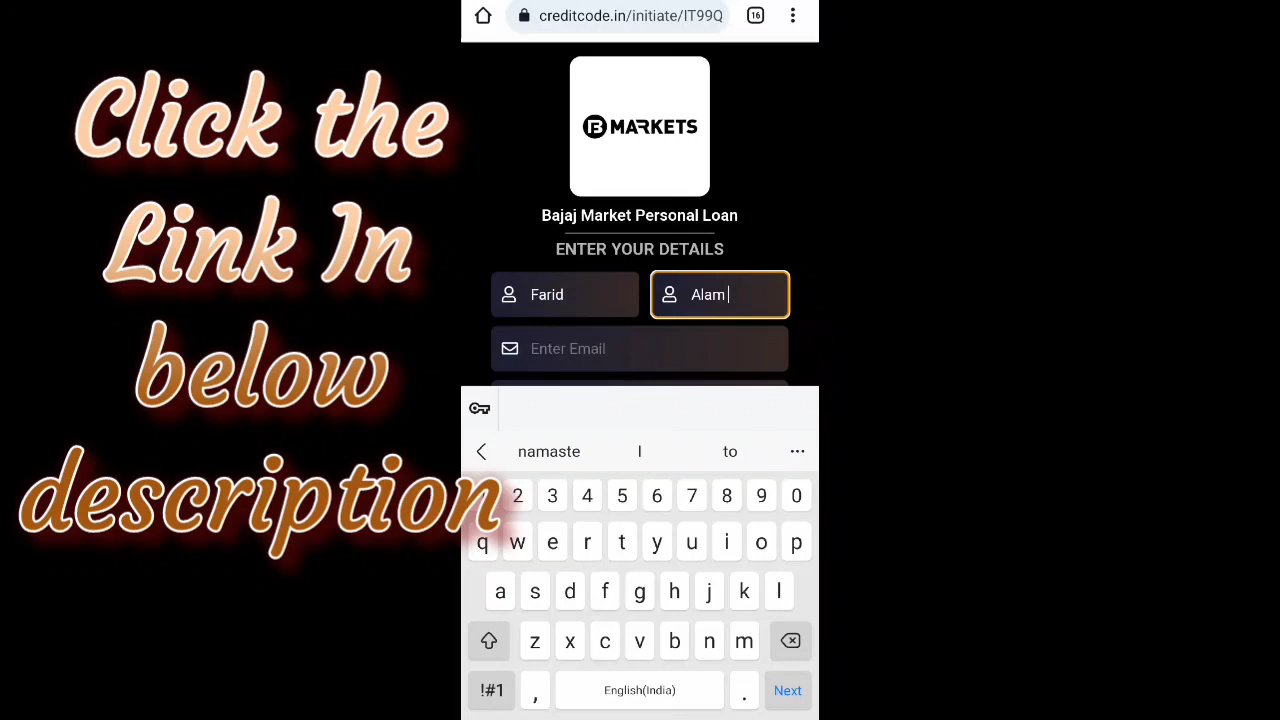 Click the
Link In
below
description
creditcode.in/initiate/IT99Q
16
B MARKETS
Bajaj Market Personal Loan
ENTER YOUR DETAILS
Farid
Alam
Enter Email
namaste I to
2 3 4 5 6 7 8 9 0
q w e r t y u i o p
a s d f g h j k l
z x c v b n m
!#1 , English(India) . Next